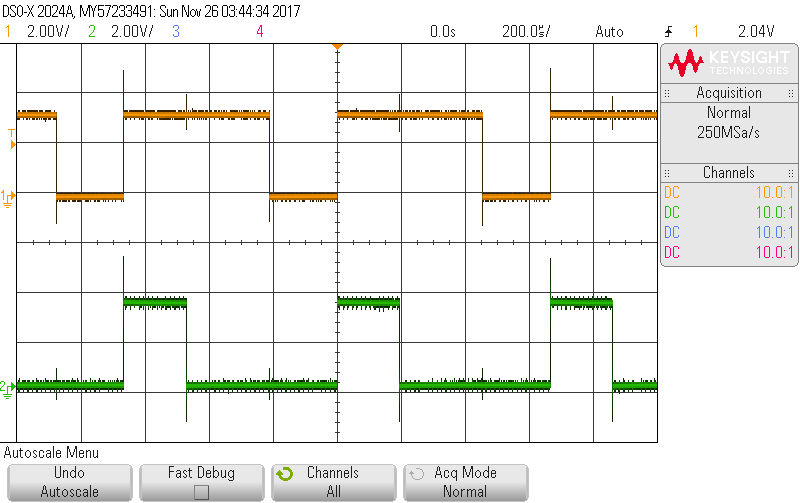 DSO-X 2024A, MY57233491: Sun Nov 26 03:44:34 2017
1 2.00V/ 2 2.00V/ 3 4 0.0s 200.0㎲/ Auto 1 2.04V
KEYSIGHT
TECHNOLOGIES
Acquisition
Normal
250MSa/s
Channels
DC 10.0:1
DC 10.0:1
DC 10.0:1
DC 10.0:1
T
1
2
Autoscale Menu
Undo
Autoscale
Fast Debug
Channels
All
Acq Mode
Normal